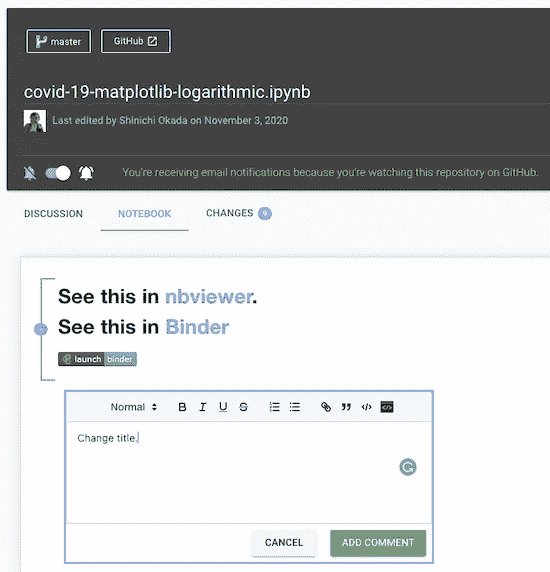 master GitHub
covid-19-matplotlib-logarithmic.ipynb
Last edited by Shinichi Okada on November 3, 2020
You're receiving email notifications because you're watching this repository on GitHub.
DISCUSSION NOTEBOOK CHANGES 9
See this in nbviewer.
See this in Binder
launch binder
Normal B I U S
Change title.
CANCEL ADD COMMENT